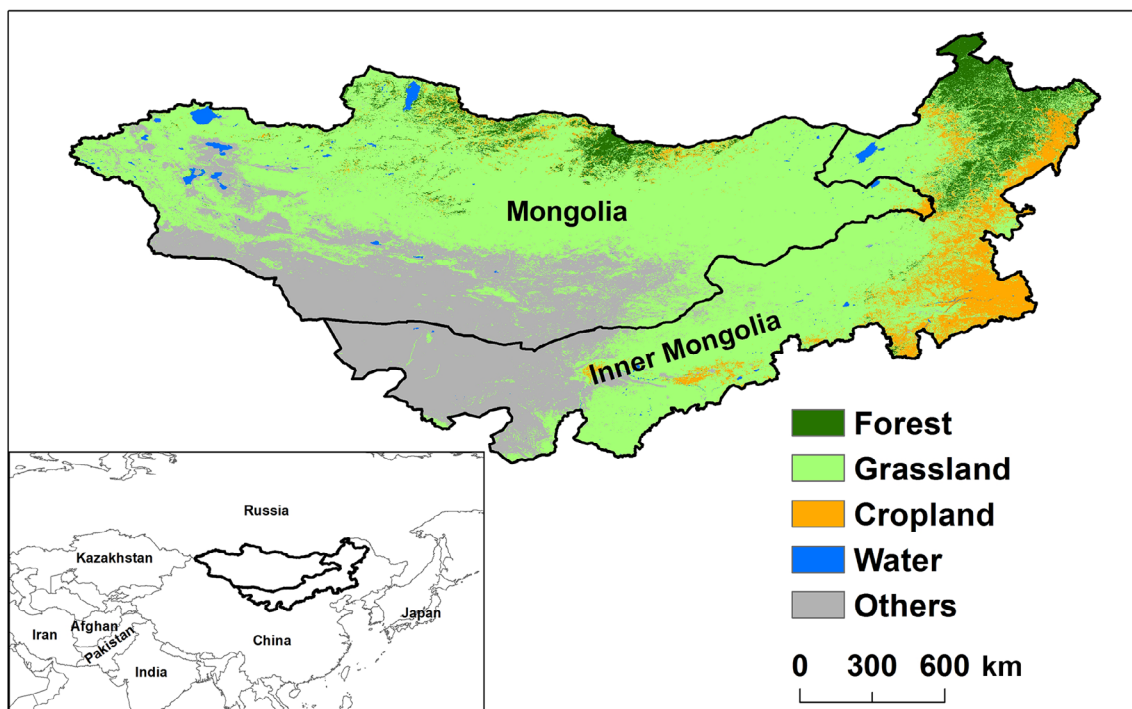 Mongolia
Inner Mongolia
Forest
Grassland
Cropland
Water
Others
0 300 600 km
Russia
Kazakhstan
Japan
Afghan
Iran
Pakistan
China
India